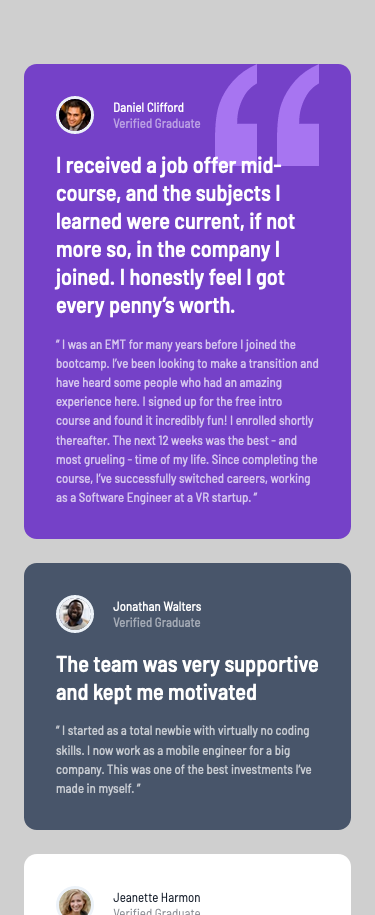 Daniel Clifford
Verified Graduate
I received a job offer mid-
course, and the subjects I
learned were current, if not
more so, in the company I
joined. I honestly feel I got
every penny’s worth.
“ I was an EMT for many years before I joined the
bootcamp. I’ve been looking to make a transition and
have heard some people who had an amazing
experience here. I signed up for the free intro
course and found it incredibly fun! I enrolled shortly
thereafter. The next 12 weeks was the best - and
most grueling - time of my life. Since completing the
course, I’ve successfully switched careers, working
as a Software Engineer at a VR startup. ”
Jonathan Walters
Verified Graduate
The team was very supportive
and kept me motivated
“ I started as a total newbie with virtually no coding
skills. I now work as a mobile engineer for a big
company. This was one of the best investments I’ve
made in myself. ”
Jeanette Harmon
Verified Graduate